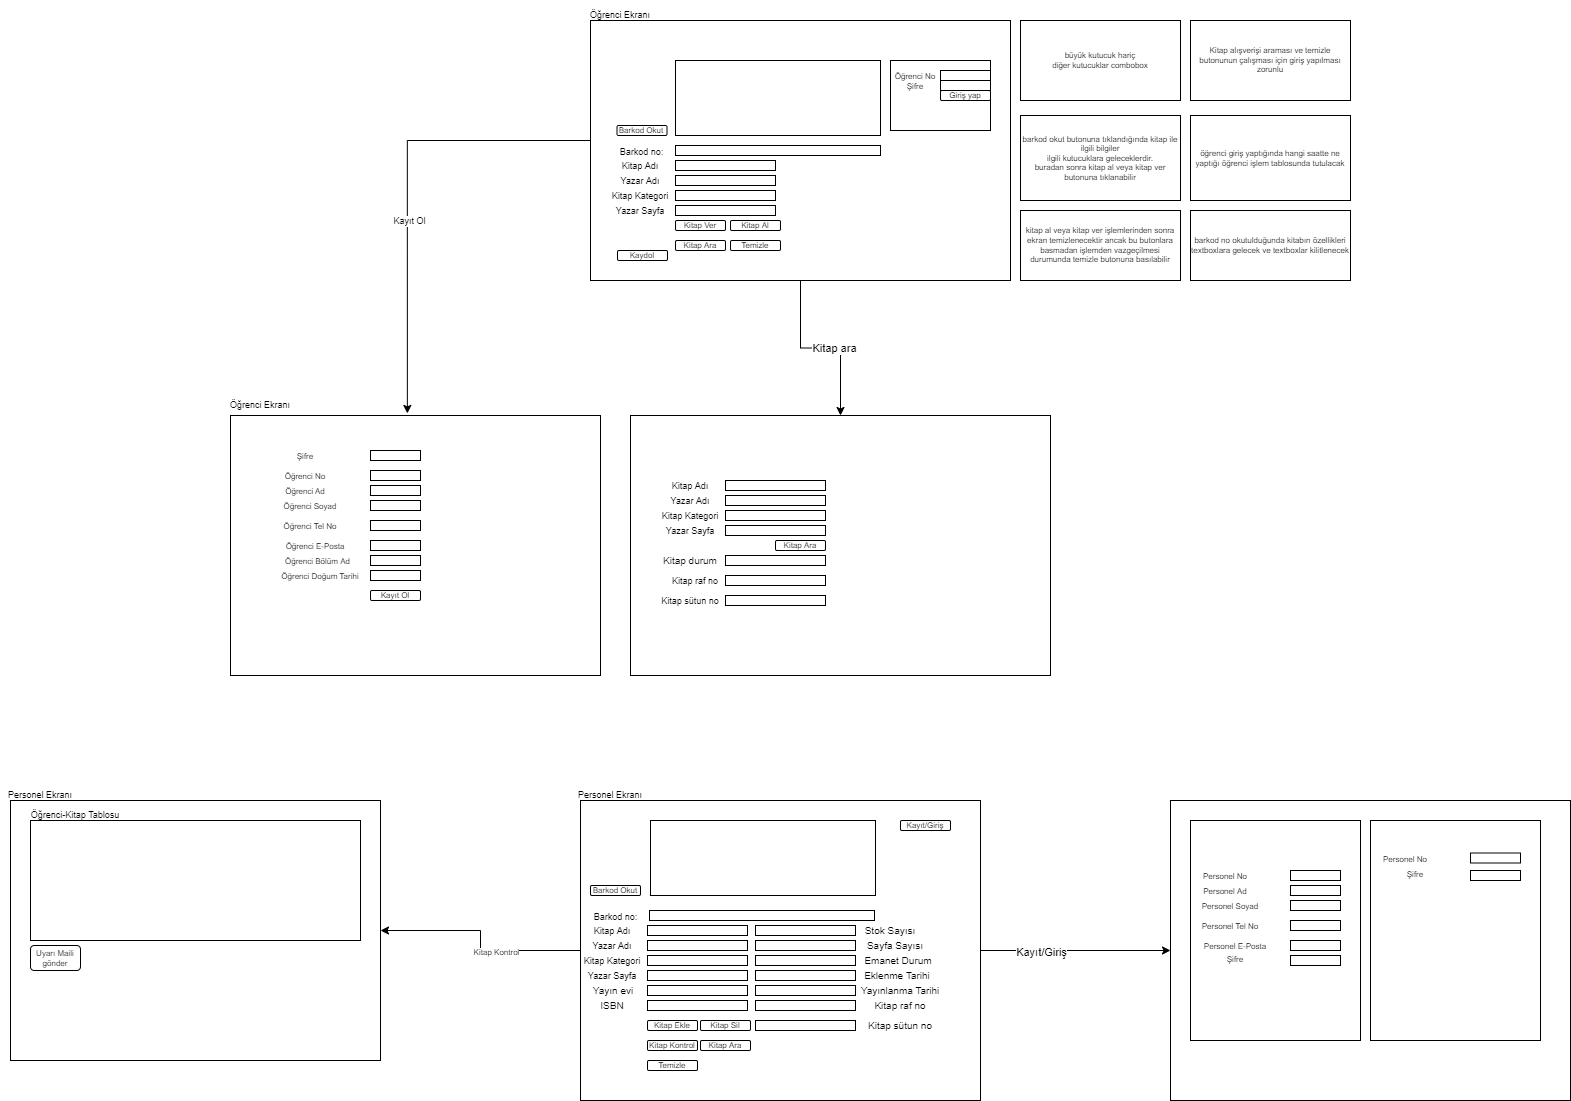 Öğrenci Ekranı
Öğrenci No
Şifre
Giriş yap
Barkod Okut
Barkod no:
Kitap Adı
Yazar Adı
Kitap Kategori
Yazar Sayfa
Kitap Ver
Kitap Al
Kitap Ara
Temizle
Kaydol
büyük kutucuk hariç
diğer kutucuklar combobox
Kitap alışverişi araması ve temizle
butonunun çalışması için giriş yapılması
zorunlu
barkod okut butonuna tıklandığında kitap ile
ilgili bilgiler
ilgili kutucuklara geleceklerdir.
buradan sonra kitap al veya kitap ver
butonuna tıklanabilir
öğrenci giriş yaptığında hangi saatte ne
yaptığı öğrenci işlem tablosunda tutulacak
kitap al veya kitap ver işlemlerinden sonra
ekran temizlenecektir ancak bu butonlara
basmadan işlemden vazgeçilmesi
durumunda temizle butonuna basılabilir
barkod no okutulduğunda kitabın özellikleri
textboxlara gelecek ve textboxlar kilitlenecek
Kayıt Ol
Kitap ara
Öğrenci Ekranı
Şifre
Öğrenci No
Öğrenci Ad
Öğrenci Soyad
Öğrenci Tel No
Öğrenci E-Posta
Öğrenci Bölüm Ad
Öğrenci Doğum Tarihi
Kayıt Ol
Kitap Adı
Yazar Adı
Kitap Kategori
Yazar Sayfa
Kitap Ara
Kitap durum
Kitap raf no
Kitap sütun no
Personel Ekranı
Öğrenci-Kitap Tablosu
Uyarı Maili
gönder
Kitap Kontrol
Personel Ekranı
Kayıt/Giriş
Barkod Okut
Barkod no:
Kitap Adı
Stok Sayısı
Yazar Adı
Sayfa Sayısı
Kitap Kategori
Emanet Durum
Yazar Sayfa
Eklenme Tarihi
Yayın evi
Yayınlanma Tarihi
ISBN
Kitap raf no
Kitap Ekle
Kitap Sil
Kitap sütun no
Kitap Kontrol
Kitap Ara
Temizle
Kayıt/Giriş
Personel No
Personel Ad
Personel Soyad
Personel Tel No
Personel E-Posta
Şifre
Personel No
Şifre